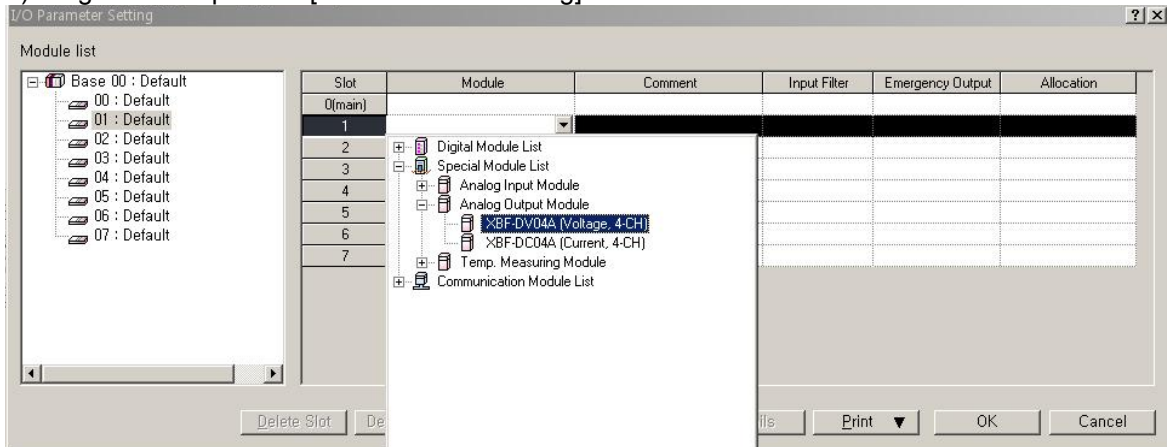 I/O Parameter Setting
? x
Module list
Base 00 : Default
00 : Default
01 : Default
02 : Default
03 : Default
04 : Default
05 : Default
06 : Default
07 : Default
Slot Module Comment Input Filter Emergency Output Allocation
0(main)
1
2
3
4
5
6
7
Digital Module List
Special Module List
Analog Input Module
Analog Output Module
XBF-DV04A (Voltage, 4-CH)
XBF-DC04A (Current, 4-CH)
Temp. Measuring Module
Communication Module List
Delete Slot Print ▼ OK Cancel